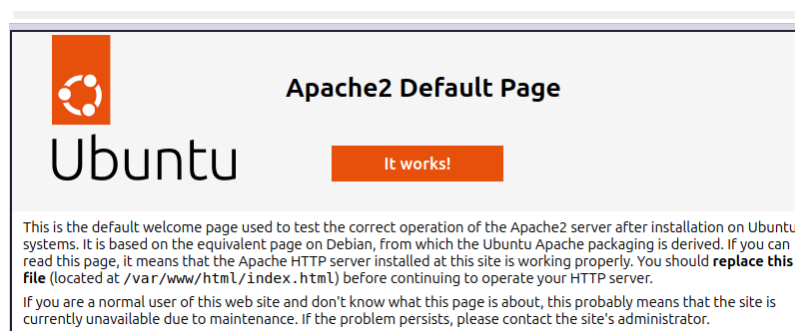 Ubuntu
Apache2 Default Page
It works!
This is the default welcome page used to test the correct operation of the Apache2 server after installation on Ubuntu
systems. It is based on the equivalent page on Debian, from which the Ubuntu Apache packaging is derived. If you can
read this page, it means that the Apache HTTP server installed at this site is working properly. You should replace this
file (located at /var/www/html/index.html) before continuing to operate your HTTP server.
If you are a normal user of this web site and don't know what this page is about, this probably means that the site is
currently unavailable due to maintenance. If the problem persists, please contact the site's administrator.